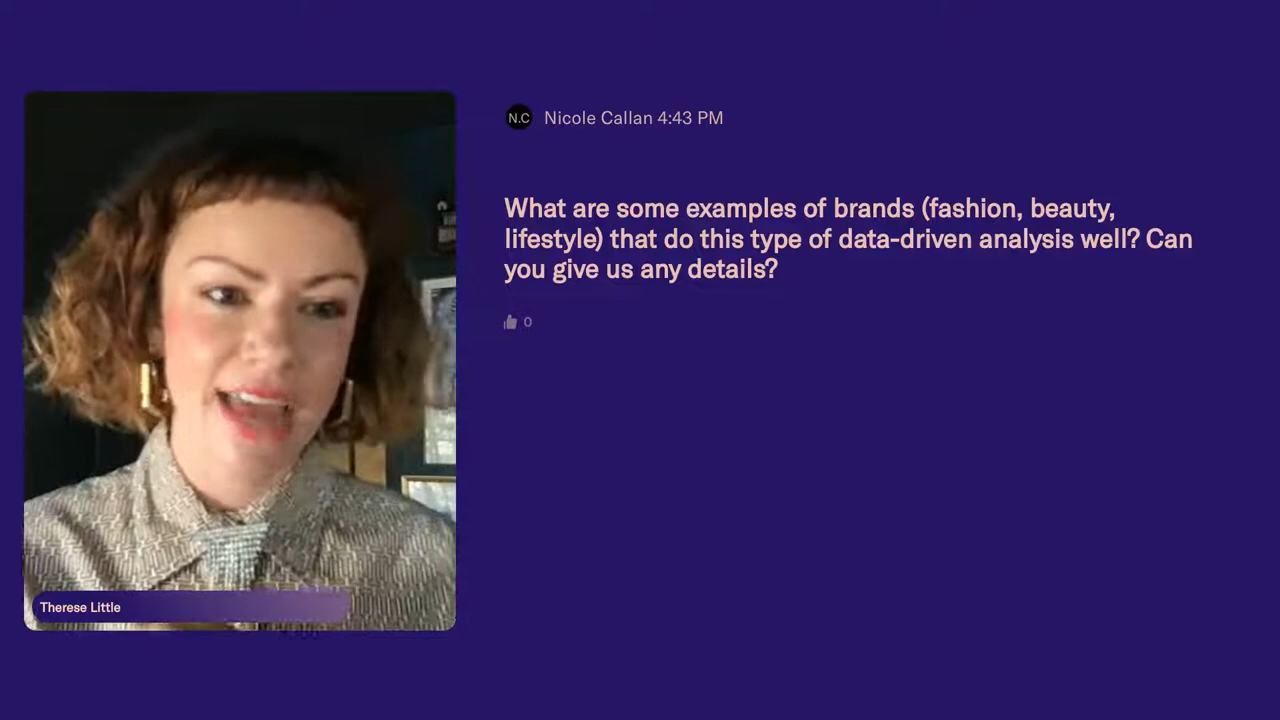 N.C Nicole Callan 4:43 PM
What are some examples of brands (fashion, beauty,
lifestyle) that do this type of data-driven analysis well? Can
you give us any details?
0
Therese Little